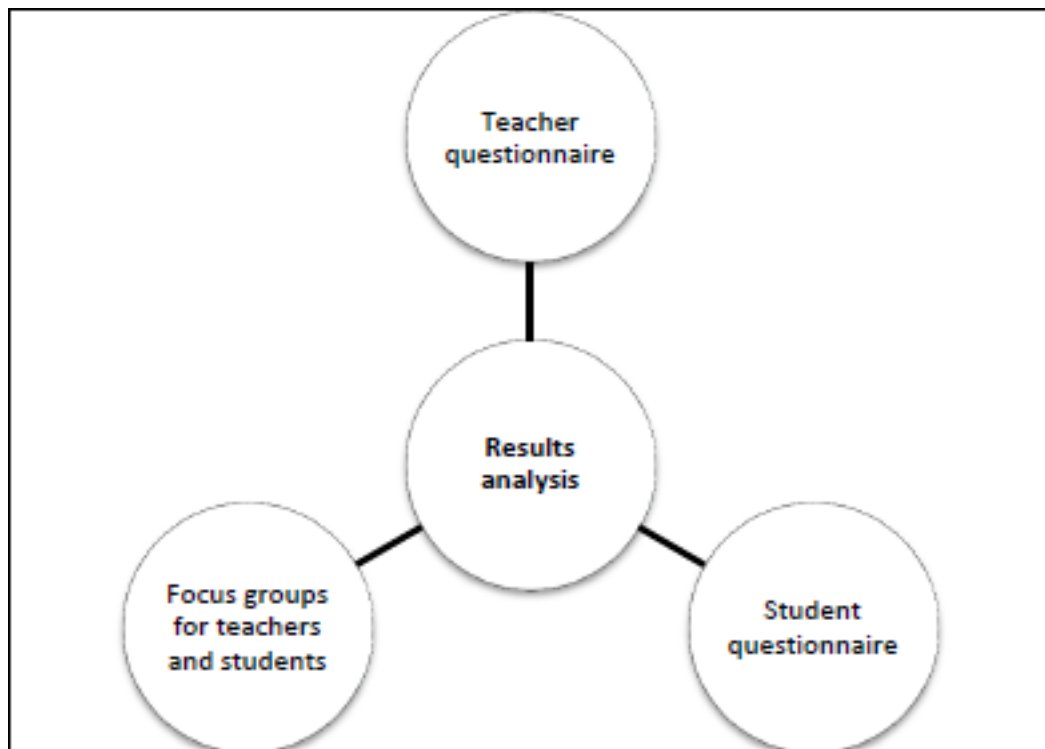 Teacher
questionnaire
Results
analysis
Focus groups
for teachers
and students
Student
questionnaire